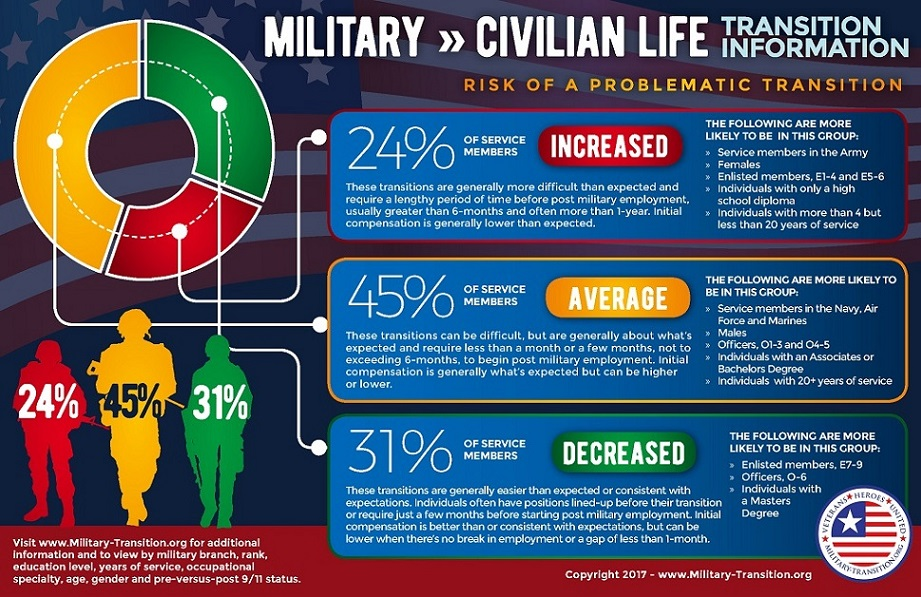 MILITARY » CIVILIAN LIFE TRANSITION INFORMATION
RISK OF A PROBLEMATIC TRANSITION
24% OF SERVICE MEMBERS
INCREASED
These transitions are generally more difficult than expected and
require a lengthy period of time before post military employment,
usually greater than 6-months and often more than 1-year. Initial
compensation is generally lower than expected.
THE FOLLOWING ARE MORE
LIKELY TO BE IN THIS GROUP:
» Service members in the Army
» Females
» Enlisted members, E1-4 and E5-6
» Individuals with only a high
school diploma
» Individuals with more than 4 but
less than 20 years of service
45% OF SERVICE MEMBERS
AVERAGE
These transitions can be difficult, but are generally about what's
expected and require less than a month or a few months, not to
exceeding 6-months, to begin post military employment. Initial
compensation is generally what's expected but can be higher
or lower.
THE FOLLOWING ARE MORE LIKELY TO
BE IN THIS GROUP:
» Service members in the Navy, Air
Force and Marines
» Males
» Officers, O1-3 and O4-5
» Individuals with an Associates or
Bachelors Degree
» Individuals with 20+ years of service
24% 45% 31%
31% OF SERVICE MEMBERS
DECREASED
These transitions are generally easier than expected or consistent with
expectations. Individuals often have positions lined-up before their transition
or require just a few months before starting post military employment. Initial
compensation is better than or consistent with expectations, but can be
lower when there's no break in employment or a gap of less than 1-month.
THE FOLLOWING ARE MORE
LIKELY TO BE IN THIS GROUP:
» Enlisted members, E7-9
» Officers, O-6
» Individuals with
a Masters
Degree
VETERANS ★ HEROES ★ UNITED
MILITARY-TRANSITION.ORG
Visit www.Military-Transition.org for additional
information and to view by military branch, rank,
education level, years of service, occupational
specialty, age, gender and pre-versus-post 9/11 status.
Copyright 2017 - www.Military-Transition.org